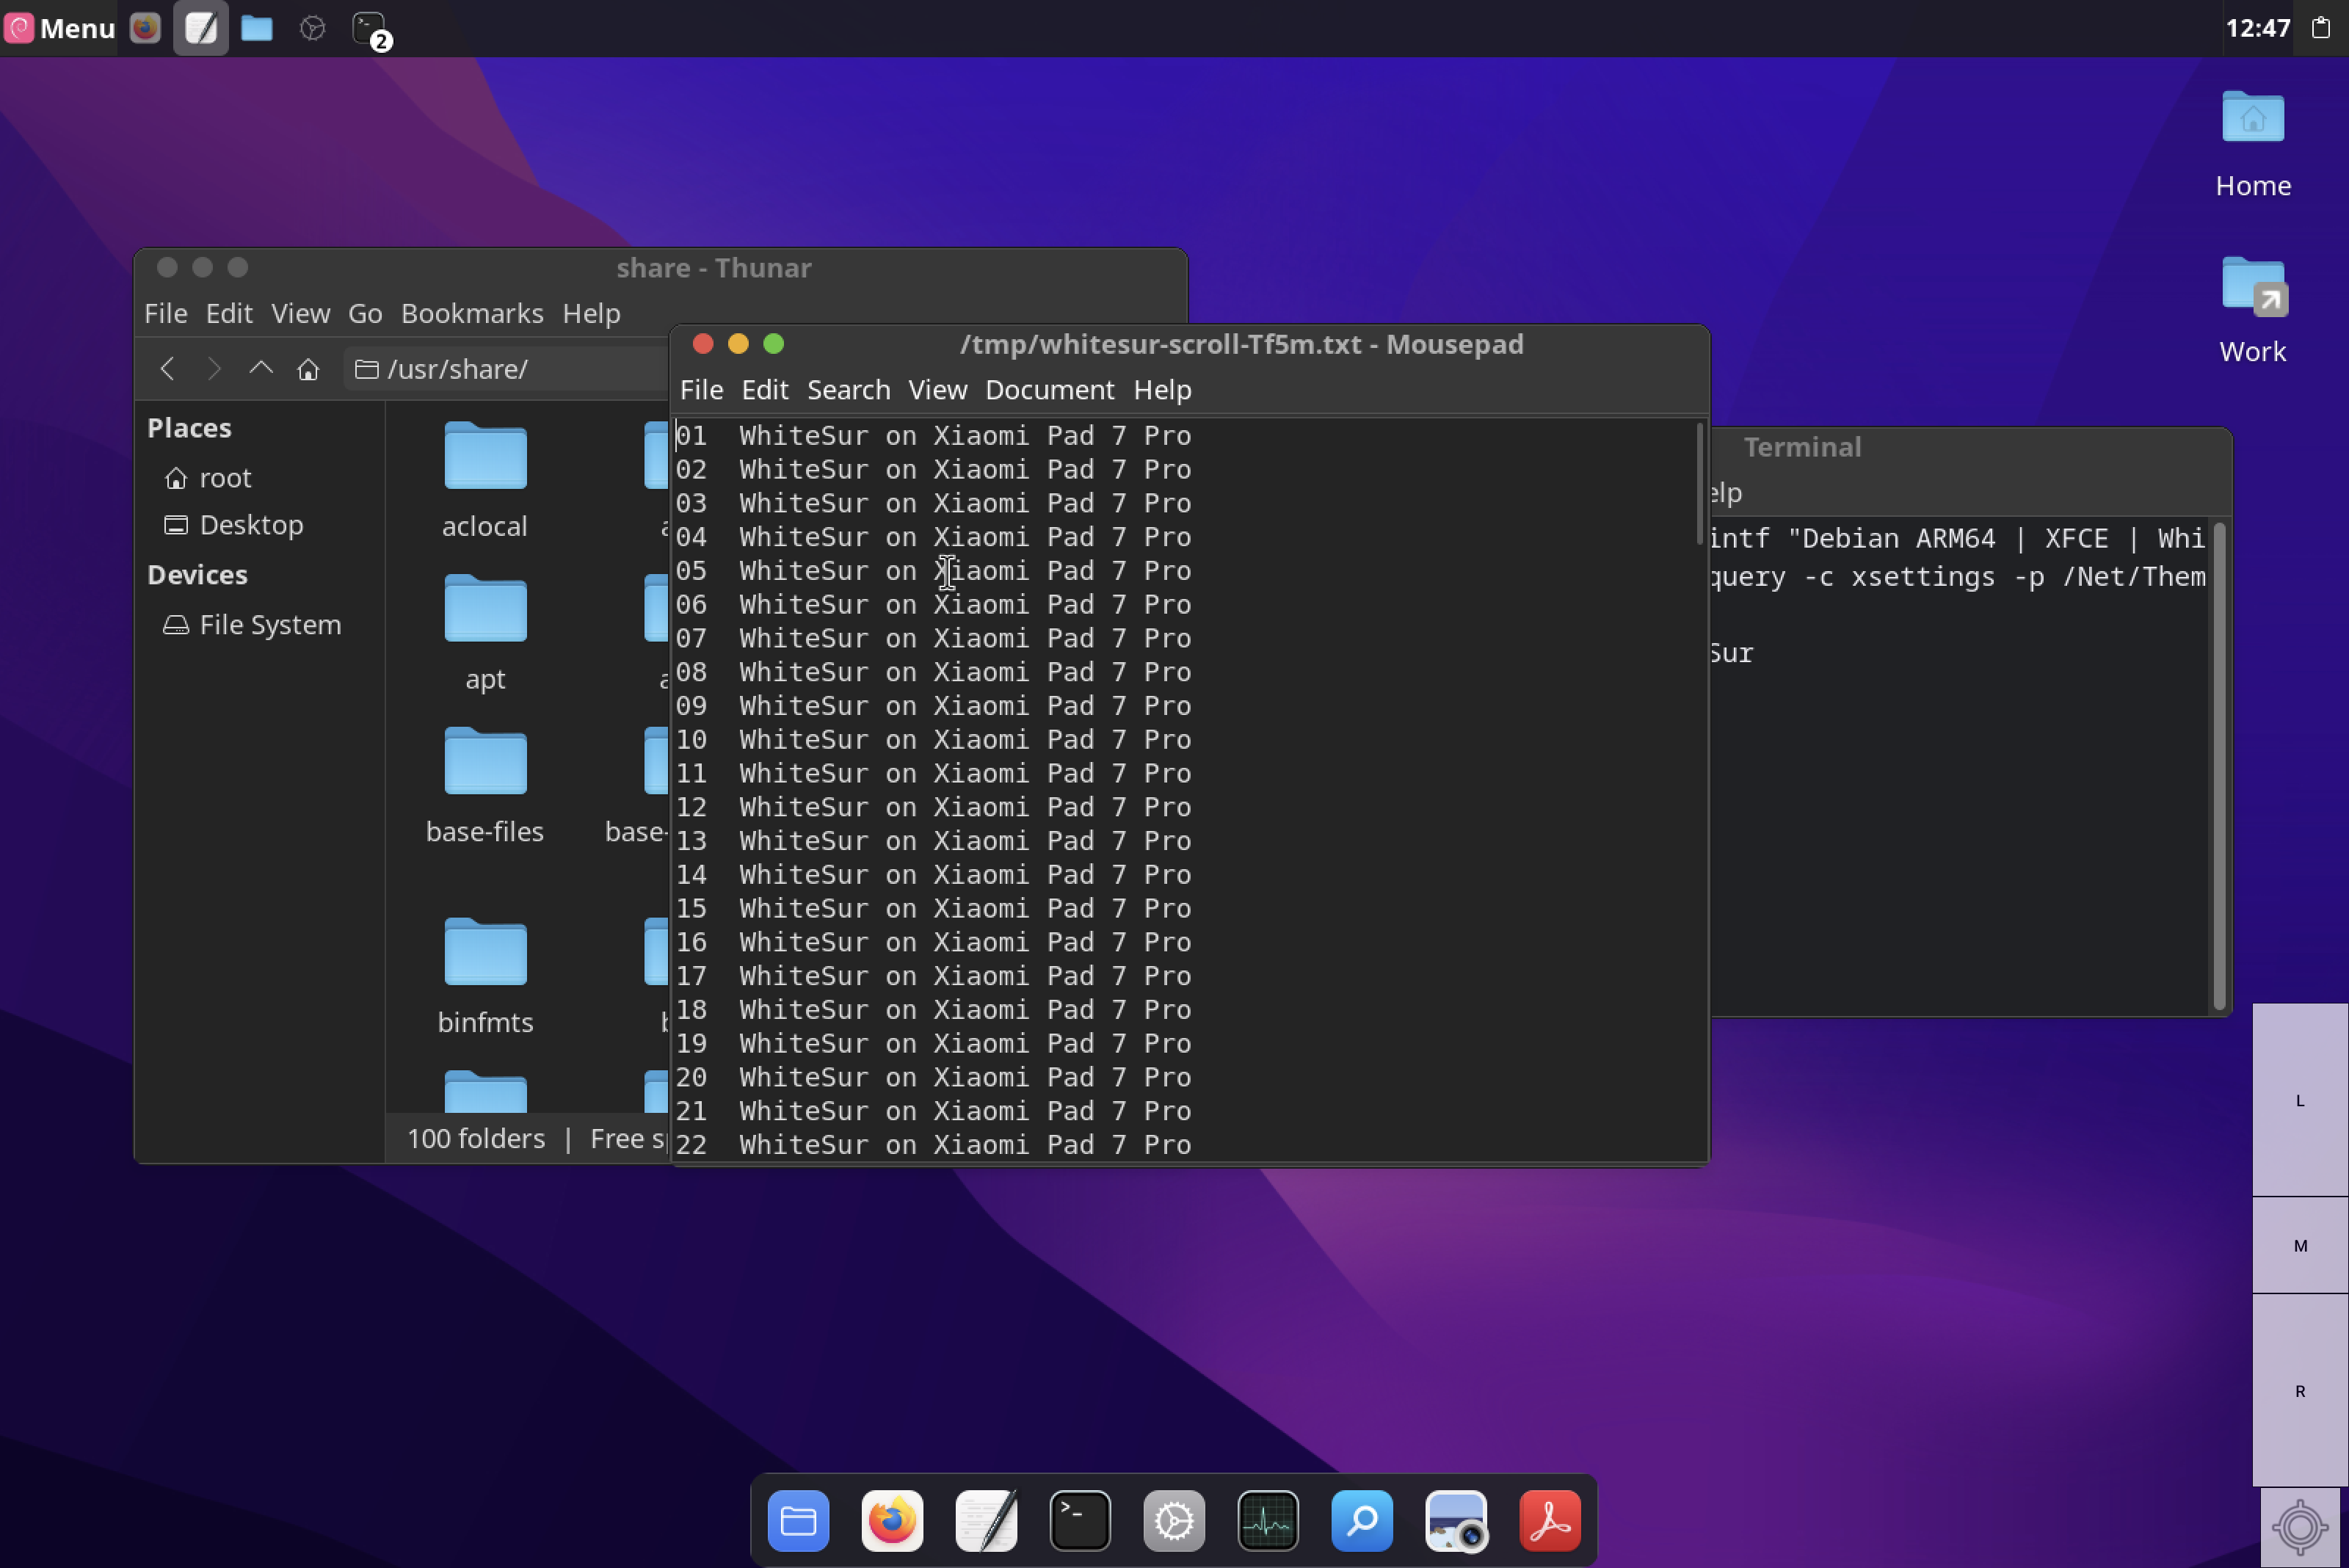 Menu
2
12:47
Home
Work
share - Thunar
File Edit View Go Bookmarks Help
/usr/share/
Places
root
Desktop
Devices
File System
aclocal
apt
base-files
base-
binfmts
100 folders | Free
/tmp/whitesur-scroll-Tf5m.txt - Mousepad
File Edit Search View Document Help
01 WhiteSur on Xiaomi Pad 7 Pro
02 WhiteSur on Xiaomi Pad 7 Pro
03 WhiteSur on Xiaomi Pad 7 Pro
04 WhiteSur on Xiaomi Pad 7 Pro
05 WhiteSur on Xiaomi Pad 7 Pro
06 WhiteSur on Xiaomi Pad 7 Pro
07 WhiteSur on Xiaomi Pad 7 Pro
08 WhiteSur on Xiaomi Pad 7 Pro
09 WhiteSur on Xiaomi Pad 7 Pro
10 WhiteSur on Xiaomi Pad 7 Pro
11 WhiteSur on Xiaomi Pad 7 Pro
12 WhiteSur on Xiaomi Pad 7 Pro
13 WhiteSur on Xiaomi Pad 7 Pro
14 WhiteSur on Xiaomi Pad 7 Pro
15 WhiteSur on Xiaomi Pad 7 Pro
16 WhiteSur on Xiaomi Pad 7 Pro
17 WhiteSur on Xiaomi Pad 7 Pro
18 WhiteSur on Xiaomi Pad 7 Pro
19 WhiteSur on Xiaomi Pad 7 Pro
20 WhiteSur on Xiaomi Pad 7 Pro
21 WhiteSur on Xiaomi Pad 7 Pro
22 WhiteSur on Xiaomi Pad 7 Pro
Terminal
elp
intf "Debian ARM64 | XFCE | Whi
query -c xsettings -p /Net/Them
Sur
L
M
R